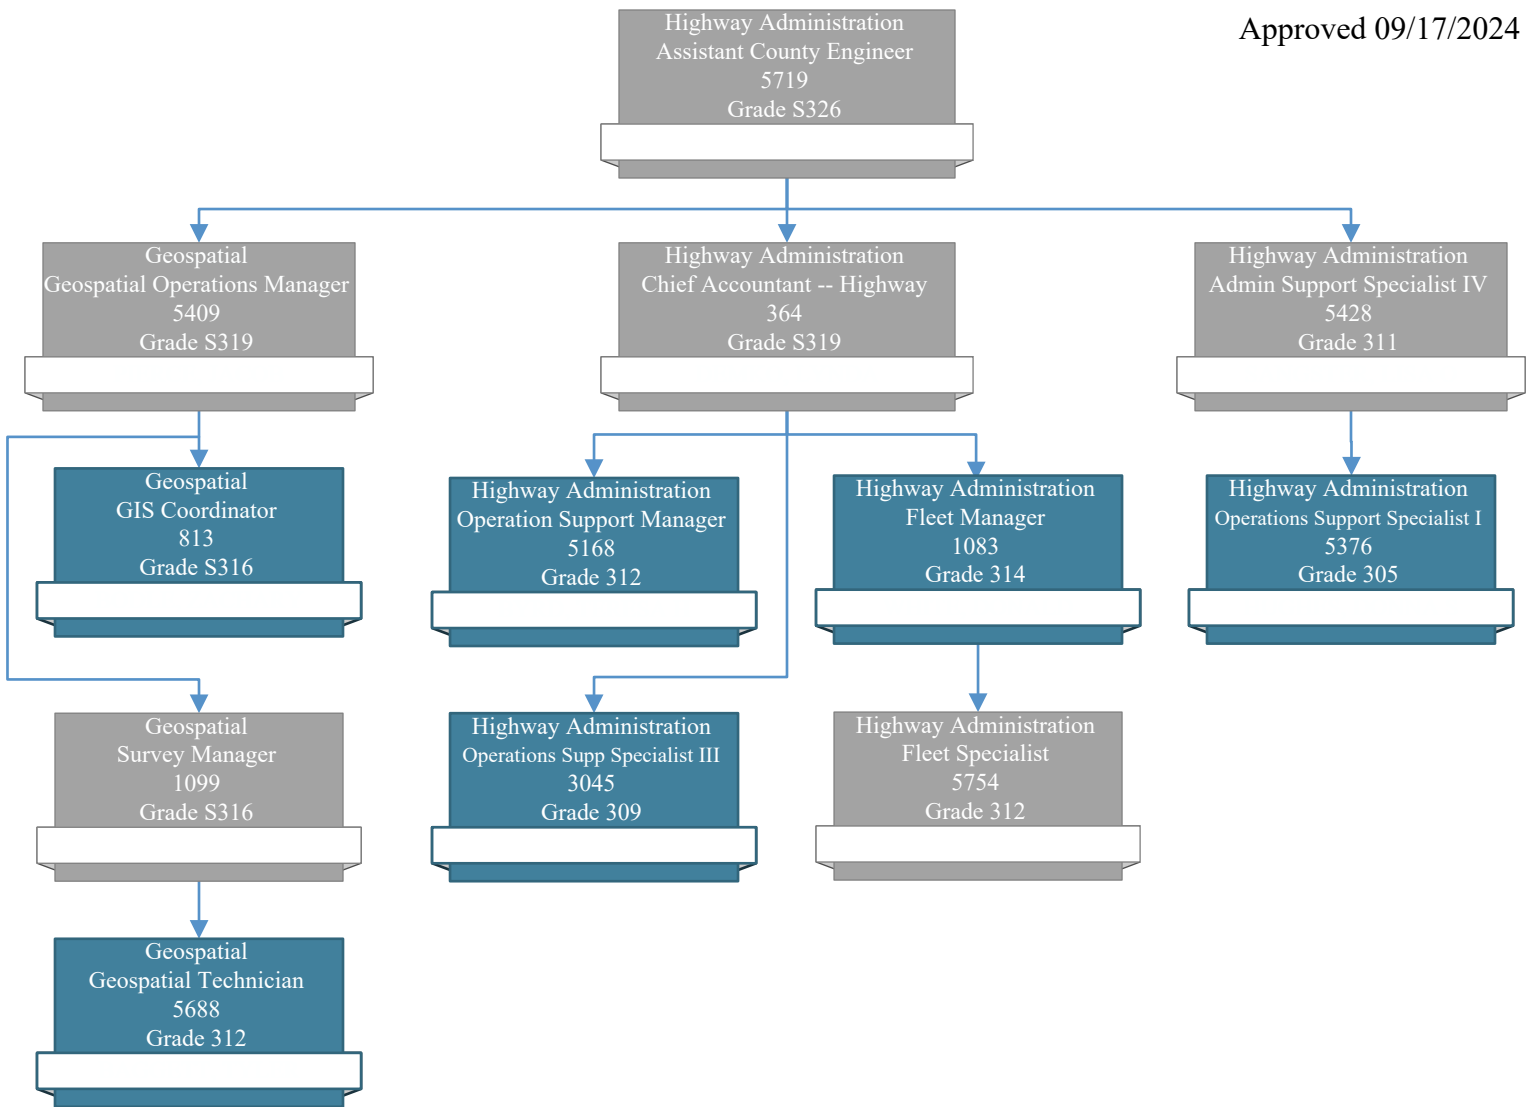 Approved 09/17/2024
Highway Administration
Assistant County Engineer
5719
Grade S326
Geospatial
Geospatial Operations Manager
5409
Grade S319
Highway Administration
Chief Accountant -- Highway
364
Grade S319
Highway Administration
Admin Support Specialist IV
5428
Grade 311
Geospatial
GIS Coordinator
813
Grade S316
Highway Administration
Operation Support Manager
5168
Grade 312
Highway Administration
Fleet Manager
1083
Grade 314
Highway Administration
Operations Support Specialist I
5376
Grade 305
Geospatial
Survey Manager
1099
Grade S316
Highway Administration
Operations Supp Specialist III
3045
Grade 309
Highway Administration
Fleet Specialist
5754
Grade 312
Geospatial
Geospatial Technician
5688
Grade 312